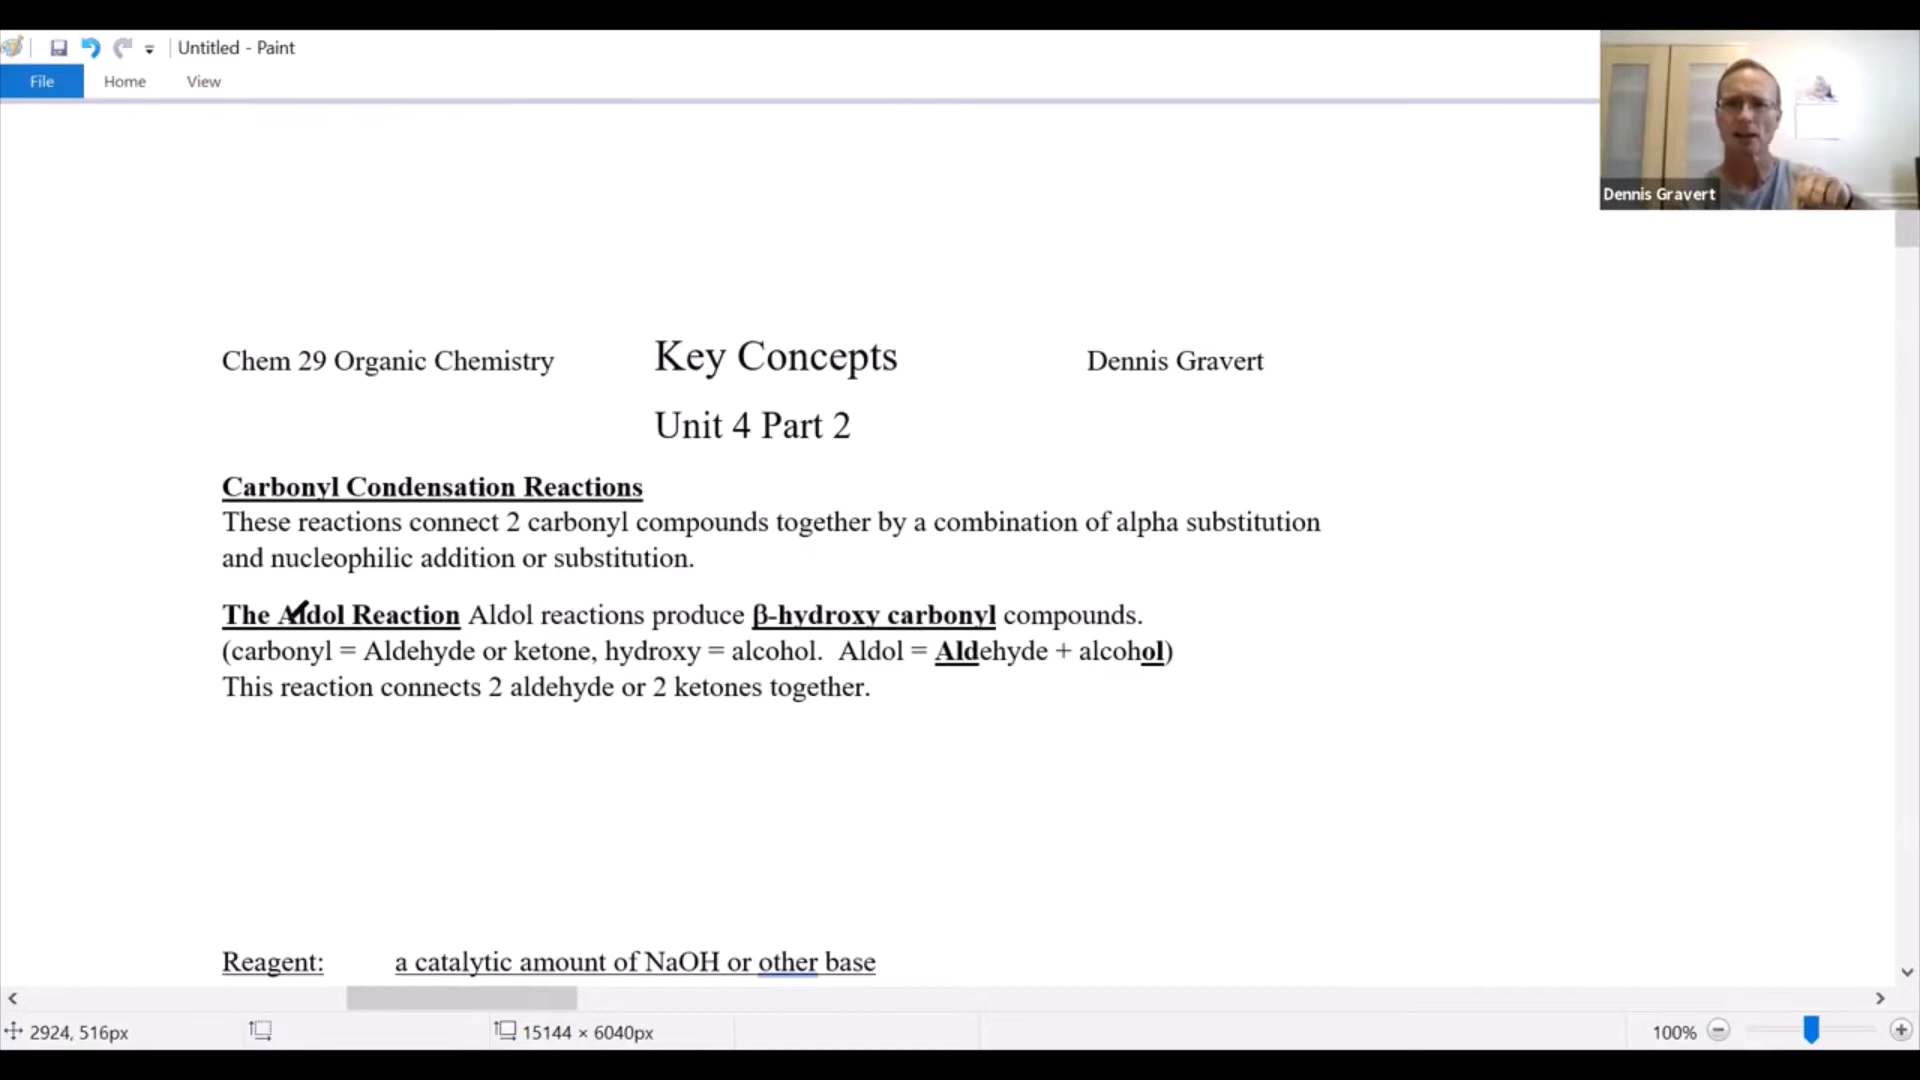 Untitled - Paint
File Home View
Dennis Gravert
Chem 29 Organic Chemistry Key Concepts Dennis Gravert
Unit 4 Part 2
Carbonyl Condensation Reactions
These reactions connect 2 carbonyl compounds together by a combination of alpha substitution
and nucleophilic addition or substitution.
The Aldol Reaction Aldol reactions produce β-hydroxy carbonyl compounds.
(carbonyl = Aldehyde or ketone, hydroxy = alcohol.  Aldol = Aldehyde + alcohol)
This reaction connects 2 aldehyde or 2 ketones together.
Reagent: a catalytic amount of NaOH or other base
2924, 516px 15144 × 6040px 100%